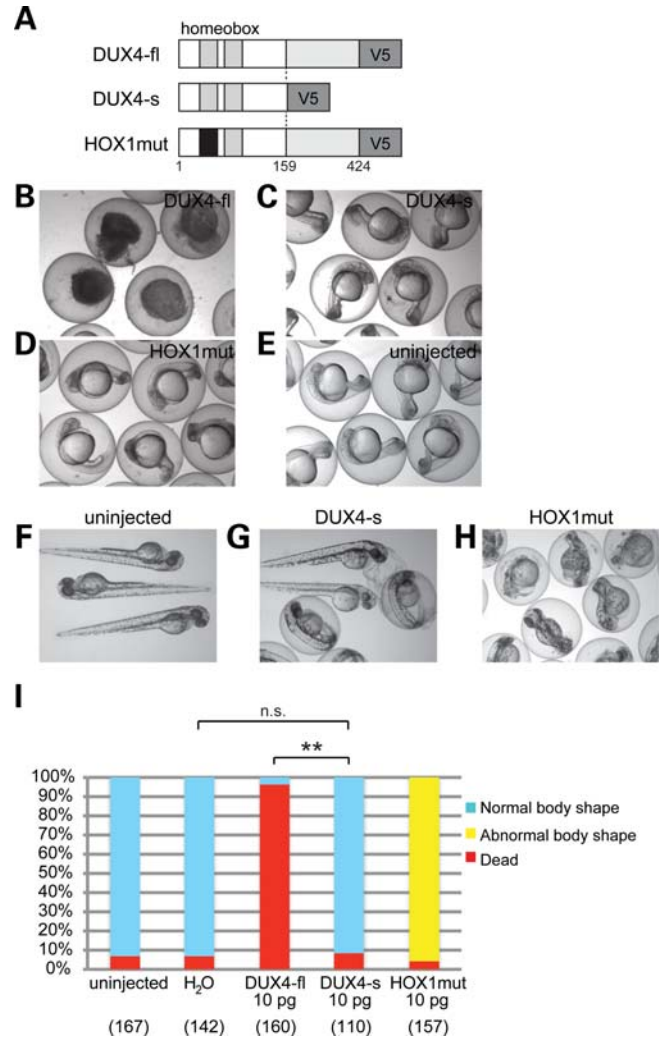 A
homeobox
DUX4-fl
V5
DUX4-s
V5
HOX1mut
V5
1 159 424
B DUX4-fl
C DUX4-s
D HOX1mut
E uninjected
F uninjected
G DUX4-s
H HOX1mut
I
n.s.
**
100%
90%
80%
70%
60%
50%
40%
30%
20%
10%
0%
Normal body shape
Abnormal body shape
Dead
uninjected H₂O DUX4-fl DUX4-s HOX1mut
10 pg 10 pg 10 pg
(167) (142) (160) (110) (157)